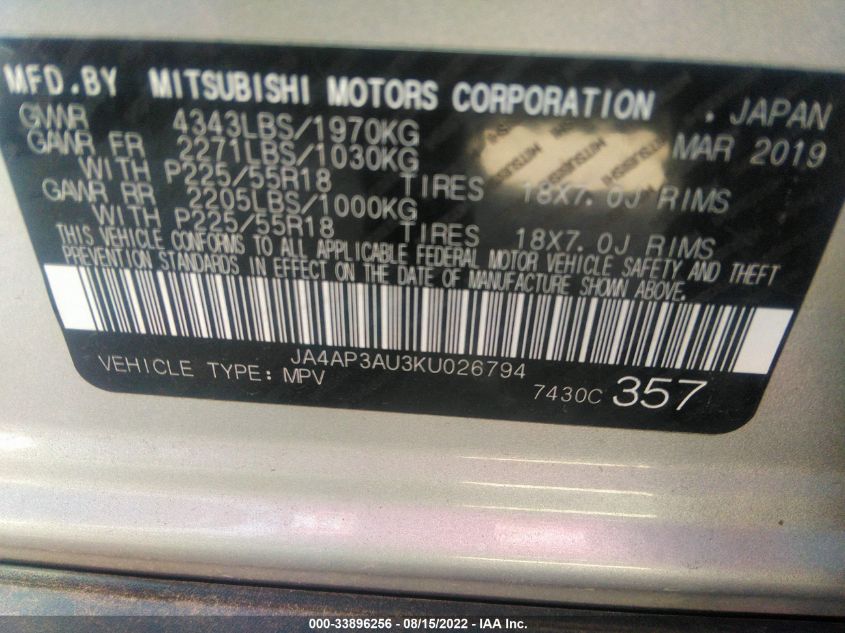 MFD.BY MITSUBISHI MOTORS CORPORATION . JAPAN
GVWR 4343LBS/1970KG MAR 2019
GAWR FR 2271LBS/1030KG
WITH P225/55R18 TIRES 18X7.0J RIMS
GAWR RR 2205LBS/1000KG
WITH P225/55R18 TIRES 18X7.0J RIMS
THIS VEHICLE CONFORMS TO ALL APPLICABLE FEDERAL MOTOR VEHICLE SAFETY AND THEFT
PREVENTION STANDARDS IN EFFECT ON THE DATE OF MANUFACTURE SHOWN ABOVE.
JA4AP3AU3KU026794
VEHICLE TYPE: MPV 7430C 357
000-33896256 - 08/15/2022 - IAA Inc.